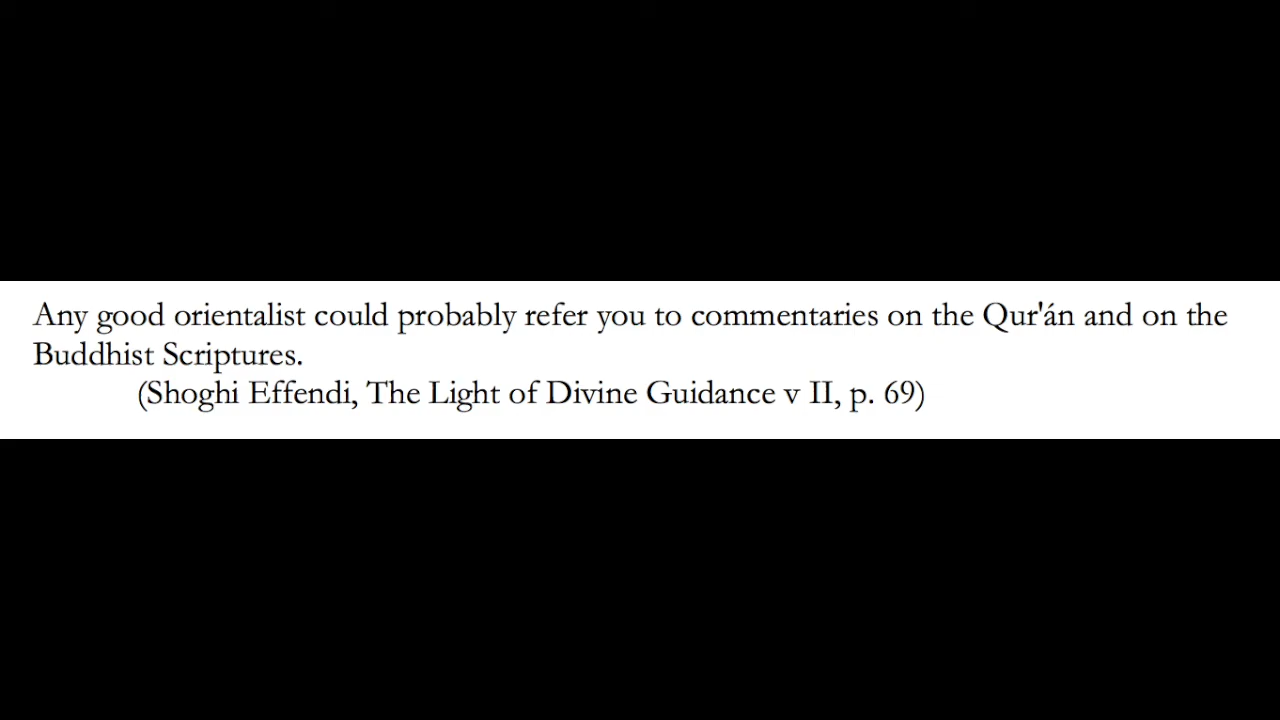 Any good orientalist could probably refer you to commentaries on the Qur'án and on the
Buddhist Scriptures.
(Shoghi Effendi, The Light of Divine Guidance v II, p. 69)